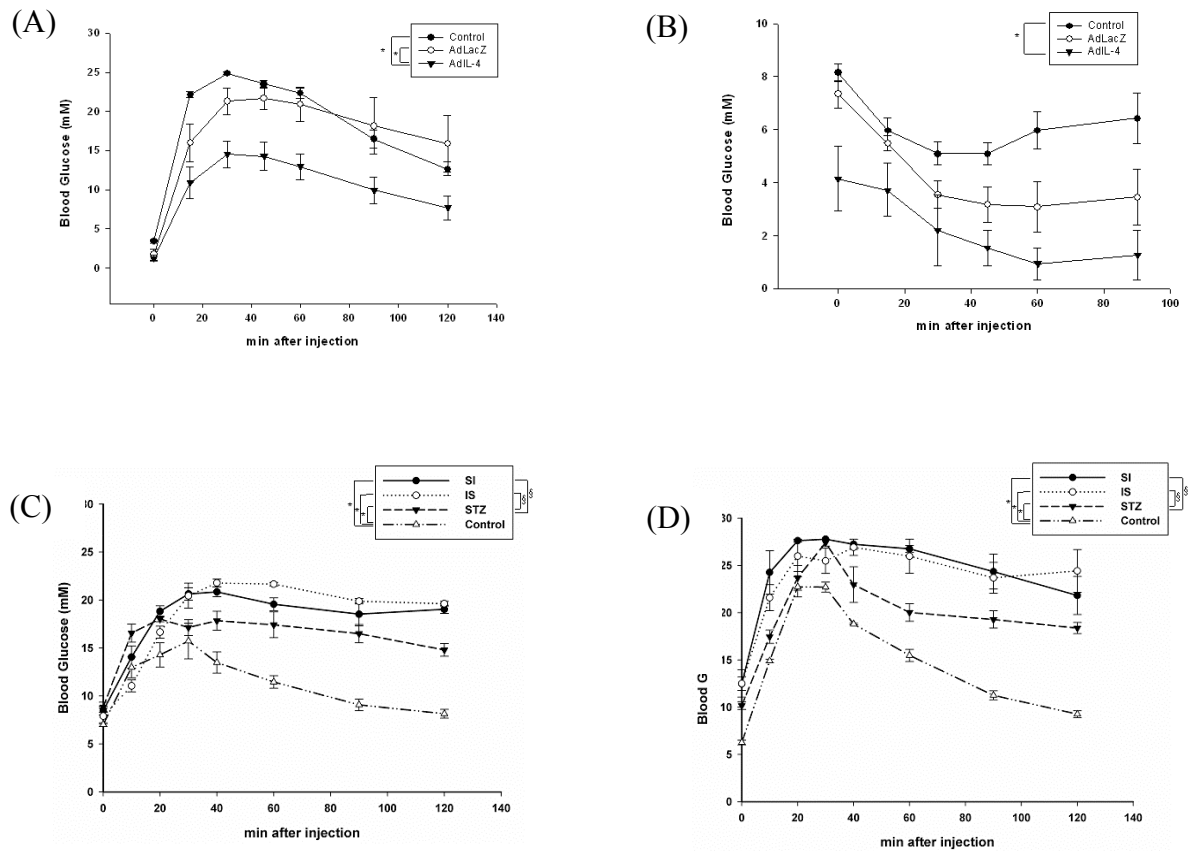 (A)
* * Control
AdLacZ
AdIL-4
30
25
20
15
10
5
0
Blood Glucose (mM)
0 20 40 60 80 100 120 140
min after injection
(B)
* Control
AdLacZ
AdIL-4
8
6
4
2
0
Blood Glucose (mM)
0 20 40 60 80 100
min after injection
(C)
* * * SI § §
IS
STZ
Control
30
25
20
15
10
5
0
Blood Glucose (mM)
0 20 40 60 80 100 120 140
min after injection
(D)
* * * SI § §
IS
STZ
Control
30
25
20
15
10
5
0
Blood G
0 20 40 60 80 100 120 140
min after injection